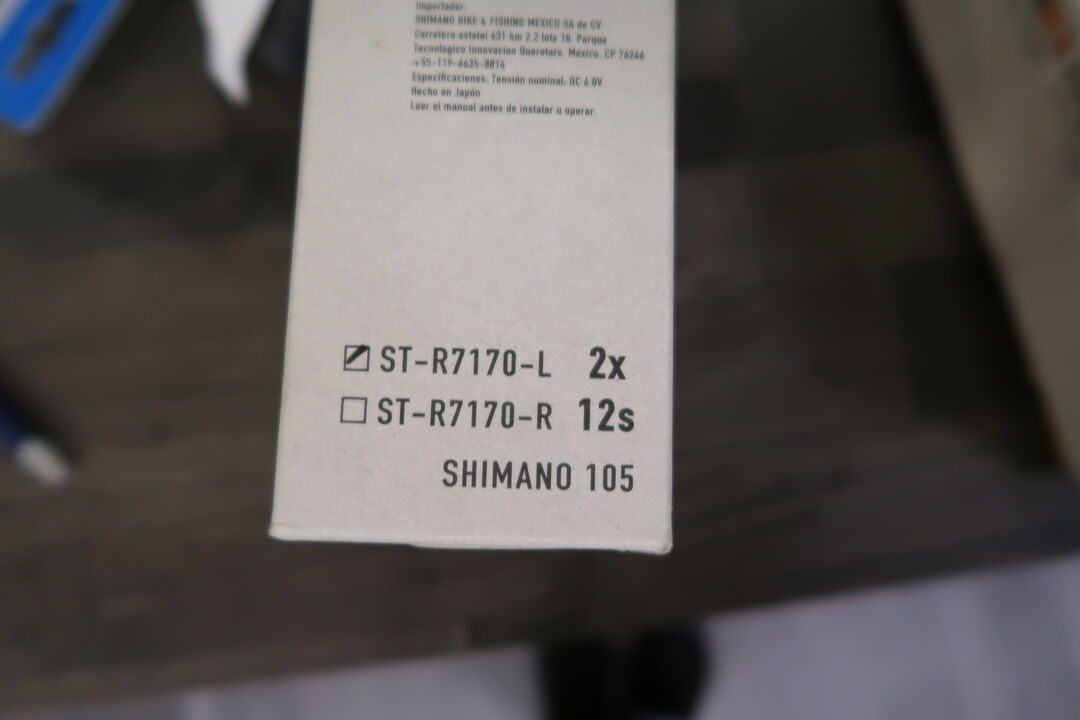 Importador:
SHIMANO BIKE & FISHING MEXICO SA de CV
Carretera estatal 431 km 2.2 lote 18, Parque
Tecnologico Innovacion Queretaro, Mexico, CP 76246
+55-119-6635-8814
Especificaciones: Tensión nominal: DC 6.0V
Hecho en Japón
Leer el manual antes de instalar u operar.
ST-R7170-L 2x
ST-R7170-R 12s
SHIMANO 105